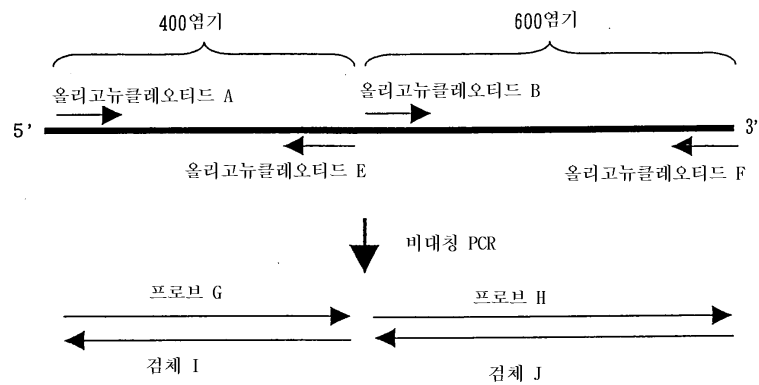 400염기
600염기
올리고뉴클레오티드 A
올리고뉴클레오티드 B
5'
3'
올리고뉴클레오티드 E
올리고뉴클레오티드 F
비대칭 PCR
프로브 G
프로브 H
검체 I
검체 J